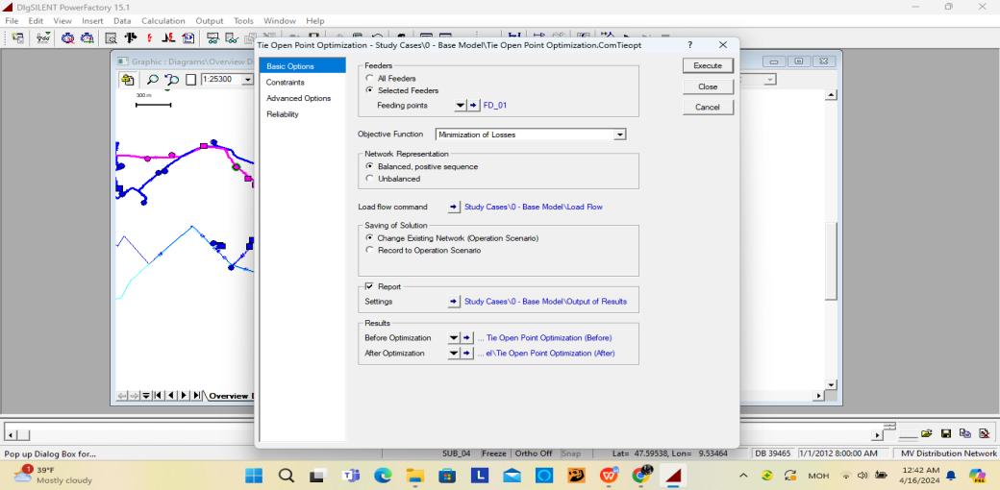 DIgSILENT PowerFactory 15.1
File Edit View Insert Data Calculation Output Tools Window Help
Tie Open Point Optimization - Study Cases\0 - Base Model\Tie Open Point Optimization.ComTieopt
?
Graphic : Diagrams\Overview D
1:25300
300 m
Basic Options
Constraints
Advanced Options
Reliability
Feeders
All Feeders
Selected Feeders
Feeding points FD_01
Objective Function Minimization of Losses
Network Representation
Balanced, positive sequence
Unbalanced
Load flow command Study Cases\0 - Base Model\Load Flow
Saving of Solution
Change Existing Network (Operation Scenario)
Record to Operation Scenario
Report
Settings Study Cases\0 - Base Model\Output of Results
Results
Before Optimization ... Tie Open Point Optimization (Before)
After Optimization ... el\Tie Open Point Optimization (After)
Execute
Close
Cancel
Overview D
Pop up Dialog Box for... SUB_04 Freeze Ortho Off Snap Lat= 47.59538, Lon= 9.53464 DB 39465 1/1/2012 8:00:00 AM MV Distribution Network
1
39°F
Mostly cloudy
L
МОН
12:42 AM
4/16/2024